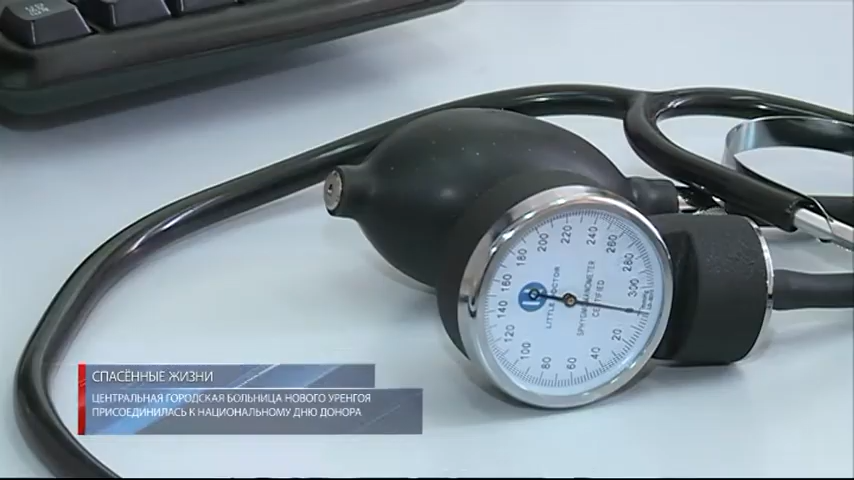 СПАСЁННЫЕ ЖИЗНИ
ЦЕНТРАЛЬНАЯ ГОРОДСКАЯ БОЛЬНИЦА НОВОГО УРЕНГОЯ
ПРИСОЕДИНИЛАСЬ К НАЦИОНАЛЬНОМУ ДНЮ ДОНОРА
LITTLE DOCTOR
SPHYGMOMANOMETER
CERTIFIED
20
40
60
80
100
120
140
160
180
200
220
240
260
280
300